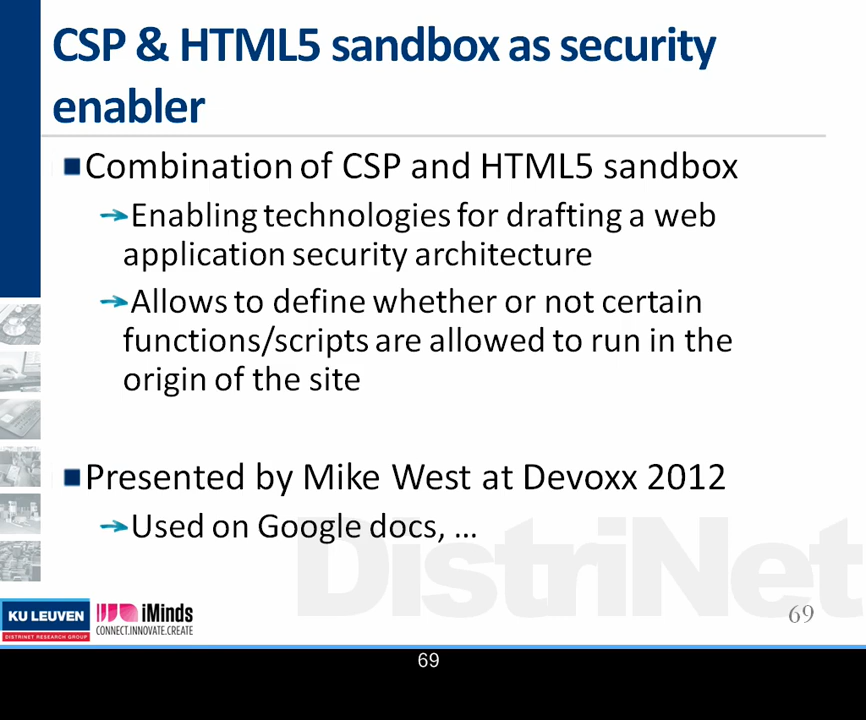 CSP & HTML5 sandbox as security
enabler
Combination of CSP and HTML5 sandbox
Enabling technologies for drafting a web
application security architecture
Allows to define whether or not certain
functions/scripts are allowed to run in the
origin of the site
Presented by Mike West at Devoxx 2012
Used on Google docs, …
DistriNet
KU LEUVEN
DISTRINET RESEARCH GROUP
iMinds
CONNECT.INNOVATE.CREATE
69
69